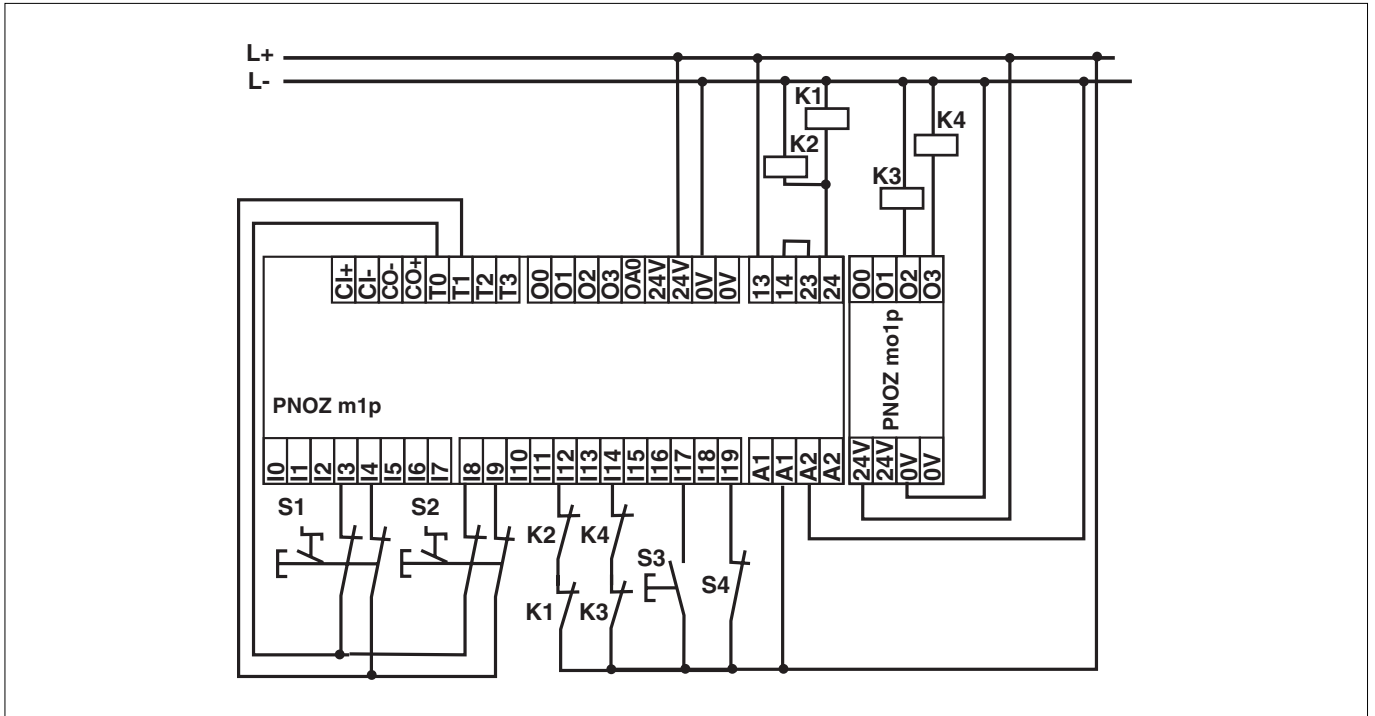 L+
L-
K1
K2
K4
K3
CI+ CI- CO- CO+ T0 T1 T2 T3 O0 O1 O2 O3 OA0 24V 24V 0V 0V 13 14 23 24 O0 O1 O2 O3
PNOZ m1p
PNOZ mo1p
I0 I1 I2 I3 I4 I5 I6 I7 I8 I9 I10 I11 I12 I13 I14 I15 I16 I17 I18 I19 A1 A1 A2 A2 24V 24V 0V 0V
S1
S2
K2 K4
S3
S4
K1 K3